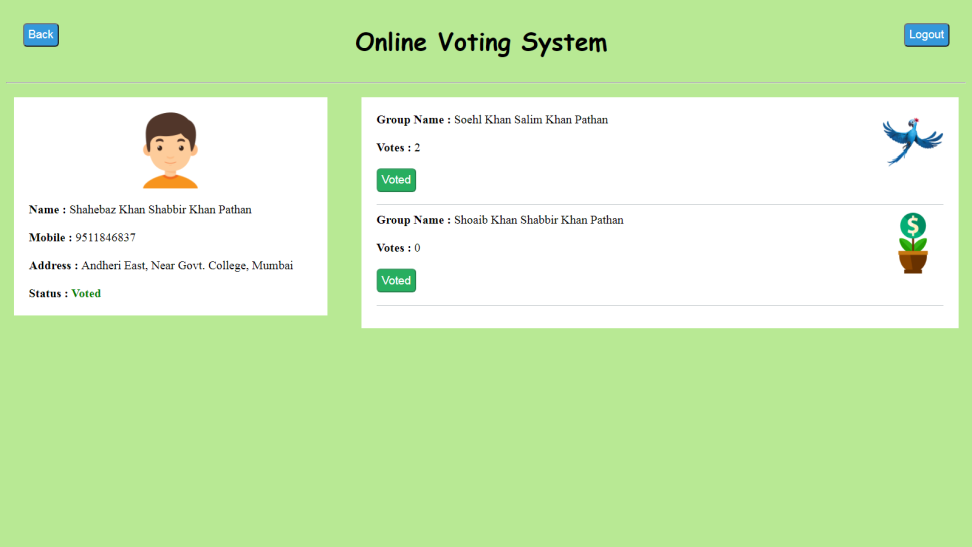 Back
Online Voting System
Logout
Name : Shahebaz Khan Shabbir Khan Pathan
Mobile : 9511846837
Address : Andheri East, Near Govt. College, Mumbai
Status : Voted
Group Name : Soehl Khan Salim Khan Pathan
Votes : 2
Voted
Group Name : Shoaib Khan Shabbir Khan Pathan
$
Votes : 0
Voted